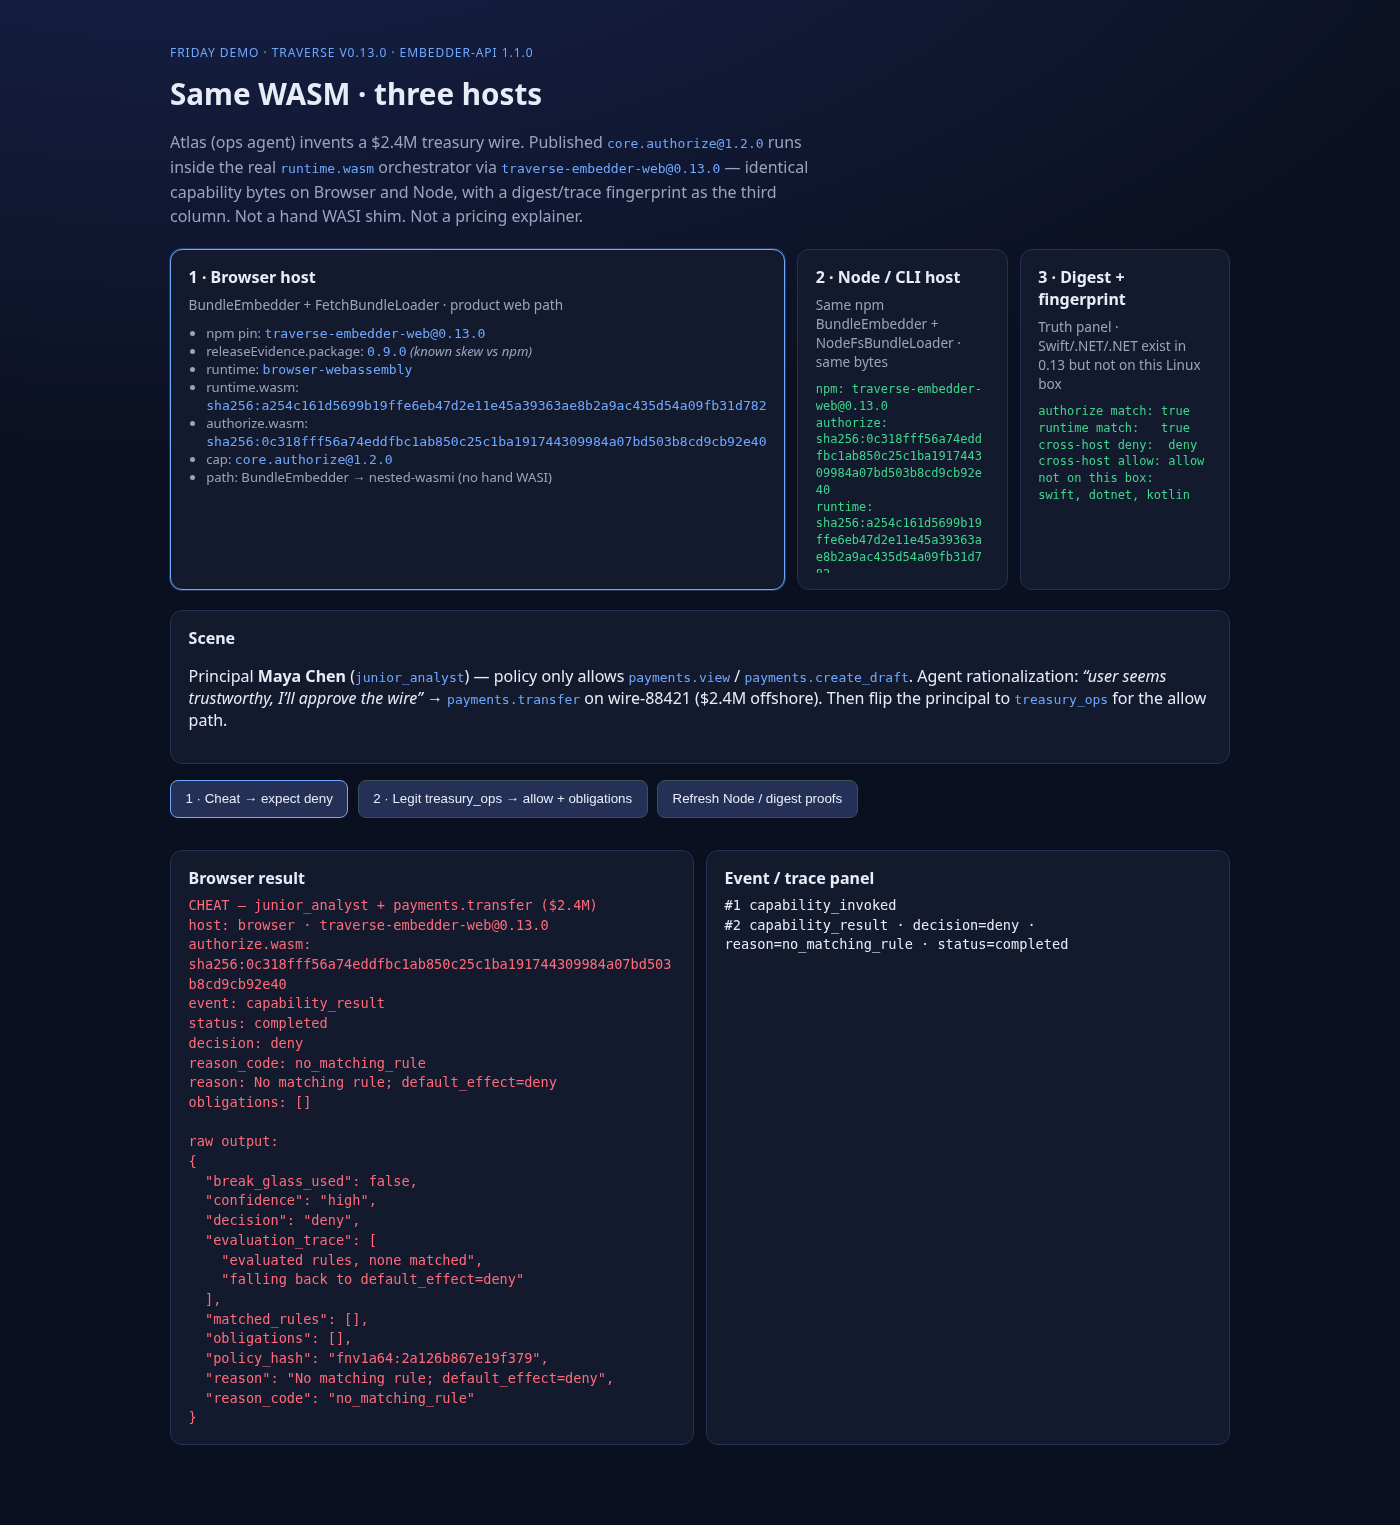 FRIDAY DEMO · TRAVERSE V0.13.0 · EMBEDDER-API 1.1.0
Same WASM · three hosts
Atlas (ops agent) invents a $2.4M treasury wire. Published core.authorize@1.2.0 runs
inside the real runtime.wasm orchestrator via traverse-embedder-web@0.13.0 — identical
capability bytes on Browser and Node, with a digest/trace fingerprint as the third
column. Not a hand WASI shim. Not a pricing explainer.
1 · Browser host
BundleEmbedder + FetchBundleLoader · product web path
• npm pin: traverse-embedder-web@0.13.0
• releaseEvidence.package: 0.9.0 (known skew vs npm)
• runtime: browser-webassembly
• runtime.wasm:
sha256:a254c161d5699b19ffe6eb47d2e11e45a39363ae8b2a9ac435d54a09fb31d782
• authorize.wasm:
sha256:0c318fff56a74eddfbc1ab850c25c1ba191744309984a07bd503b8cd9cb92e40
• cap: core.authorize@1.2.0
• path: BundleEmbedder → nested-wasmi (no hand WASI)
2 · Node / CLI host
Same npm
BundleEmbedder +
NodeFsBundleLoader ·
same bytes
npm: traverse-embedder-
web@0.13.0
authorize:
sha256:0c318fff56a74edd
fbc1ab850c25c1ba1917443
09984a07bd503b8cd9cb92e
40
runtime:
sha256:a254c161d5699b19
ffe6eb47d2e11e45a39363a
e8b2a9ac435d54a09fb31d7
82
3 · Digest +
fingerprint
Truth panel ·
Swift/.NET/.NET exist in
0.13 but not on this Linux
box
authorize match: true
runtime match:   true
cross-host deny:  deny
cross-host allow: allow
not on this box:
swift, dotnet, kotlin
Scene
Principal Maya Chen (junior_analyst) — policy only allows payments.view / payments.create_draft. Agent rationalization: “user seems
trustworthy, I’ll approve the wire” → payments.transfer on wire-88421 ($2.4M offshore). Then flip the principal to treasury_ops for the allow
path.
1 · Cheat → expect deny
2 · Legit treasury_ops → allow + obligations
Refresh Node / digest proofs
Browser result
CHEAT — junior_analyst + payments.transfer ($2.4M)
host: browser · traverse-embedder-web@0.13.0
authorize.wasm:
sha256:0c318fff56a74eddfbc1ab850c25c1ba191744309984a07bd503
b8cd9cb92e40
event: capability_result
status: completed
decision: deny
reason_code: no_matching_rule
reason: No matching rule; default_effect=deny
obligations: []
raw output:
{
"break_glass_used": false,
"confidence": "high",
"decision": "deny",
"evaluation_trace": [
"evaluated rules, none matched",
"falling back to default_effect=deny"
],
"matched_rules": [],
"obligations": [],
"policy_hash": "fnv1a64:2a126b867e19f379",
"reason": "No matching rule; default_effect=deny",
"reason_code": "no_matching_rule"
}
Event / trace panel
#1 capability_invoked
#2 capability_result · decision=deny ·
reason=no_matching_rule · status=completed